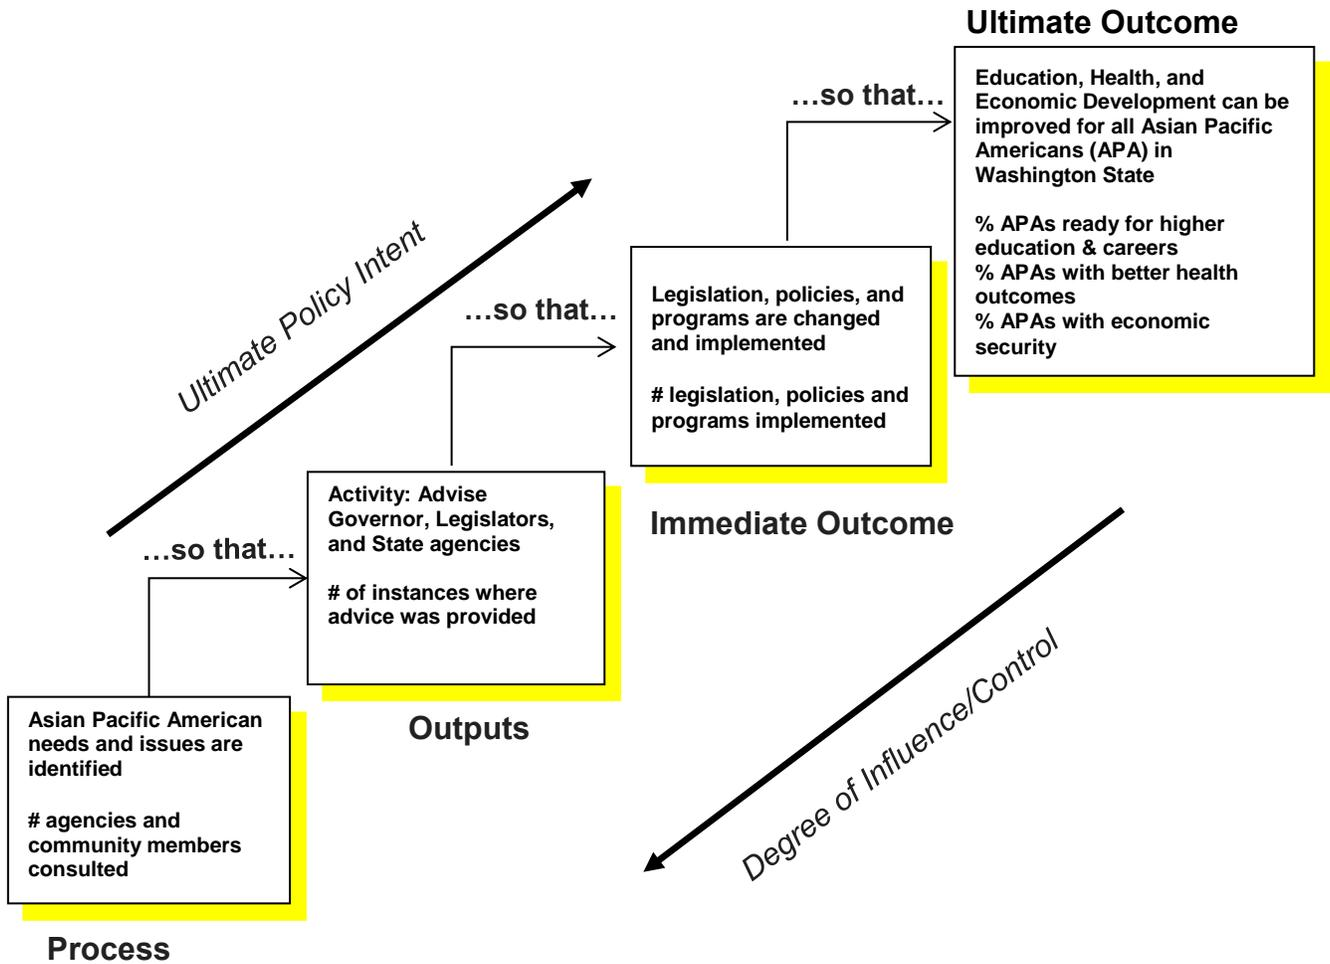 Ultimate Outcome
Education, Health, and
Economic Development can be
improved for all Asian Pacific
Americans (APA) in
Washington State
% APAs ready for higher
education & careers
% APAs with better health
outcomes
% APAs with economic
security
…so that…
Ultimate Policy Intent
…so that…
Legislation, policies, and
programs are changed
and implemented
# legislation, policies and
programs implemented
Immediate Outcome
…so that…
Activity: Advise
Governor, Legislators,
and State agencies
# of instances where
advice was provided
Outputs
Degree of Influence/Control
Asian Pacific American
needs and issues are
identified
# agencies and
community members
consulted
Process